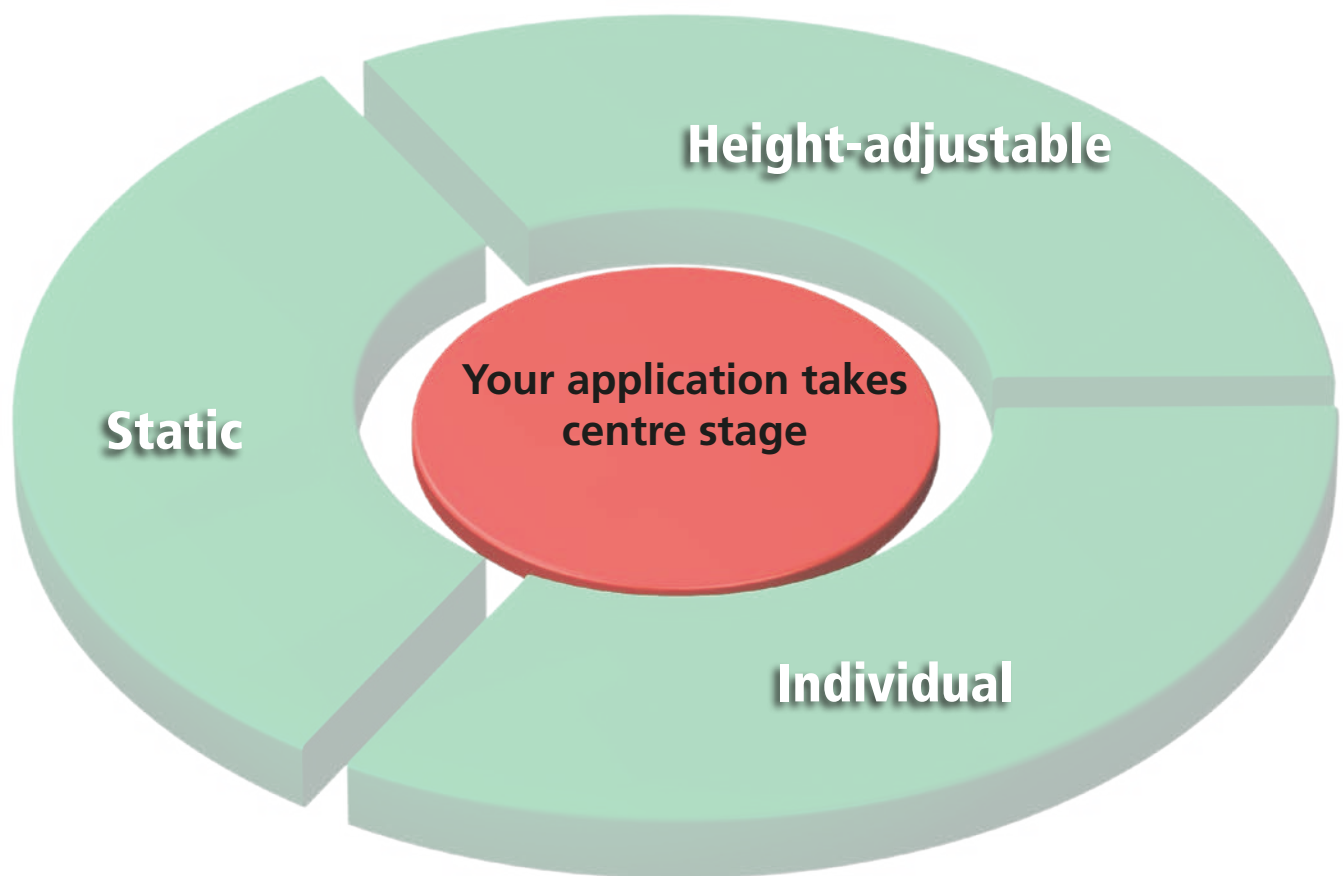 Height-adjustable
Your application takes
centre stage
Static
Individual